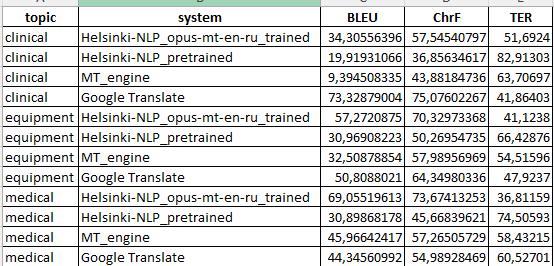 topic system BLEU ChrF TER
clinical Helsinki-NLP_opus-mt-en-ru_trained 34,30556396 57,54540797 51,6924
clinical Helsinki-NLP_pretrained 19,91931066 36,85634617 82,91303
clinical MT_engine 9,394508335 43,88184736 63,70697
clinical Google Translate 73,32879004 75,07602267 41,86403
equipment Helsinki-NLP_opus-mt-en-ru_trained 57,2720875 70,32973368 41,1238
equipment Helsinki-NLP_pretrained 30,96908223 50,26954735 66,42876
equipment MT_engine 32,50878854 57,98956969 54,51596
equipment Google Translate 50,8088021 64,34980336 47,9237
medical Helsinki-NLP_opus-mt-en-ru_trained 69,05519613 73,67413253 36,81159
medical Helsinki-NLP_pretrained 30,89868178 45,66839621 74,50593
medical MT_engine 45,96642417 57,26505729 58,43215
medical Google Translate 44,34560992 54,98928469 60,52701